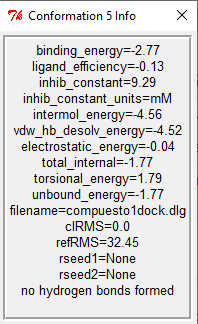 Conformation 5 Info
binding_energy=-2.77
ligand_efficiency=-0.13
inhib_constant=9.29
inhib_constant_units=mM
intermol_energy=-4.56
vdw_hb_desolv_energy=-4.52
electrostatic_energy=-0.04
total_internal=-1.77
torsional_energy=1.79
unbound_energy=-1.77
filename=compuesto1dock.dlg
clRMS=0.0
refRMS=32.45
rseed1=None
rseed2=None
no hydrogen bonds formed